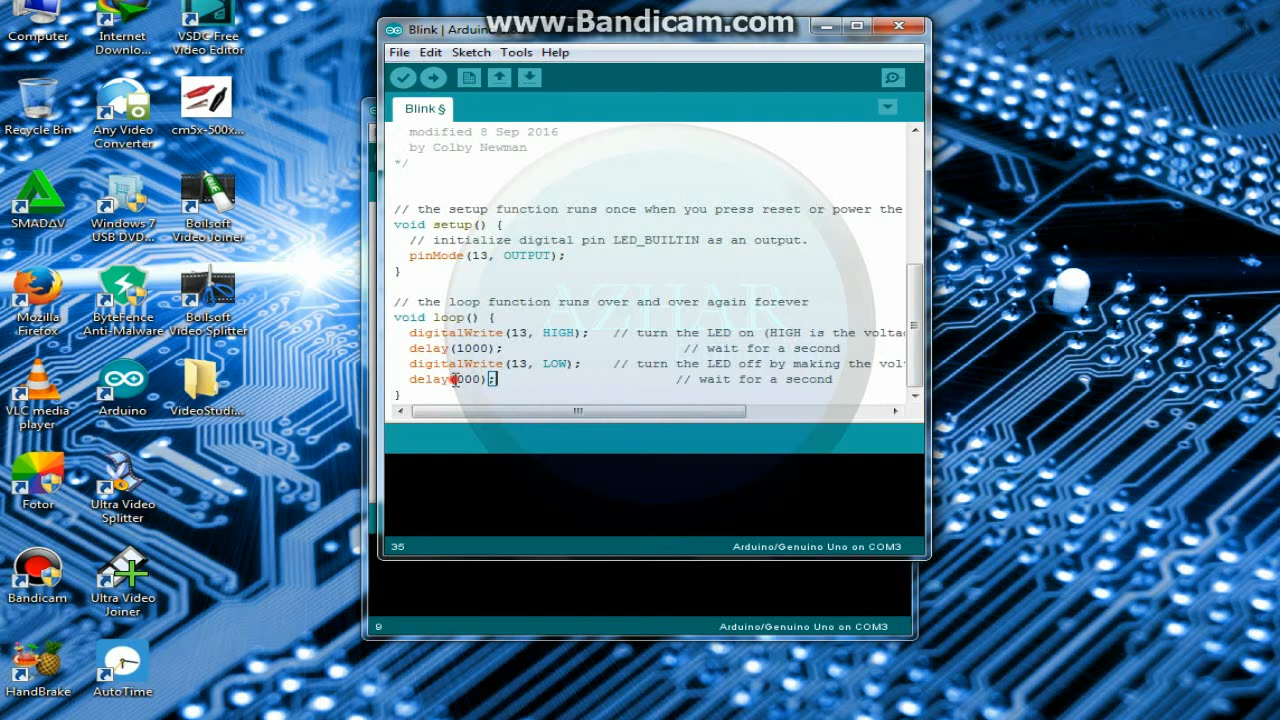 www.Bandicam.com
Computer
Internet
Downlo...
VSDC Free
Video Editor
Recycle Bin
Any Video
Converter
cm5x-500x...
SMADAV
Windows 7
USB DVD...
Boilsoft
Video Joiner
Mozilla
Firefox
ByteFence
Anti-Malware
Boilsoft
Video Splitter
VLC media
player
Arduino
VideoStudi...
Fotor
Ultra Video
Splitter
Bandicam
Ultra Video
Joiner
HandBrake
AutoTime
Blink | Arduin
File Edit Sketch Tools Help
Blink §
modified 8 Sep 2016
by Colby Newman
*/
// the setup function runs once when you press reset or power the
void setup() {
// initialize digital pin LED_BUILTIN as an output.
pinMode(13, OUTPUT);
}
// the loop function runs over and over again forever
void loop() {
digitalWrite(13, HIGH); // turn the LED on (HIGH is the volta
delay(1000); // wait for a second
digitalWrite(13, LOW); // turn the LED off by making the vol
000); // wait for a second
}
AZHAR
35
Arduino/Genuino Uno on COM3
9
Arduino/Genuino Uno on COM3